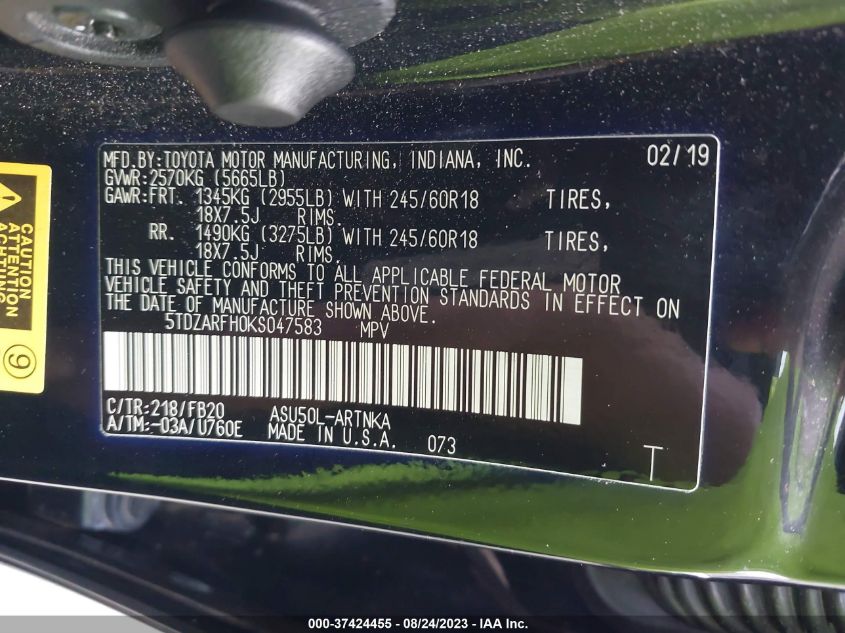 MFD.BY:TOYOTA MOTOR MANUFACTURING, INDIANA, INC. 02/19
GVWR:2570KG (5665LB)
GAWR:FRT. 1345KG (2955LB) WITH 245/60R18 TIRES,
18X7.5J RIMS.
RR. 1490KG (3275LB) WITH 245/60R18 TIRES,
18X7.5J RIMS.
THIS VEHICLE CONFORMS TO ALL APPLICABLE FEDERAL MOTOR
VEHICLE SAFETY AND THEFT PREVENTION STANDARDS IN EFFECT ON
THE DATE OF MANUFACTURE SHOWN ABOVE.
5TDZARFH0KS047583 MPV
C/TR:218/FB20 ASU50L-ARTNKA
A/TM:-03A/U760E MADE IN U.S.A. 073
T
CAUTION
ATTENTION
ACHTUNG
9
000-37424455 - 08/24/2023 - IAA Inc.